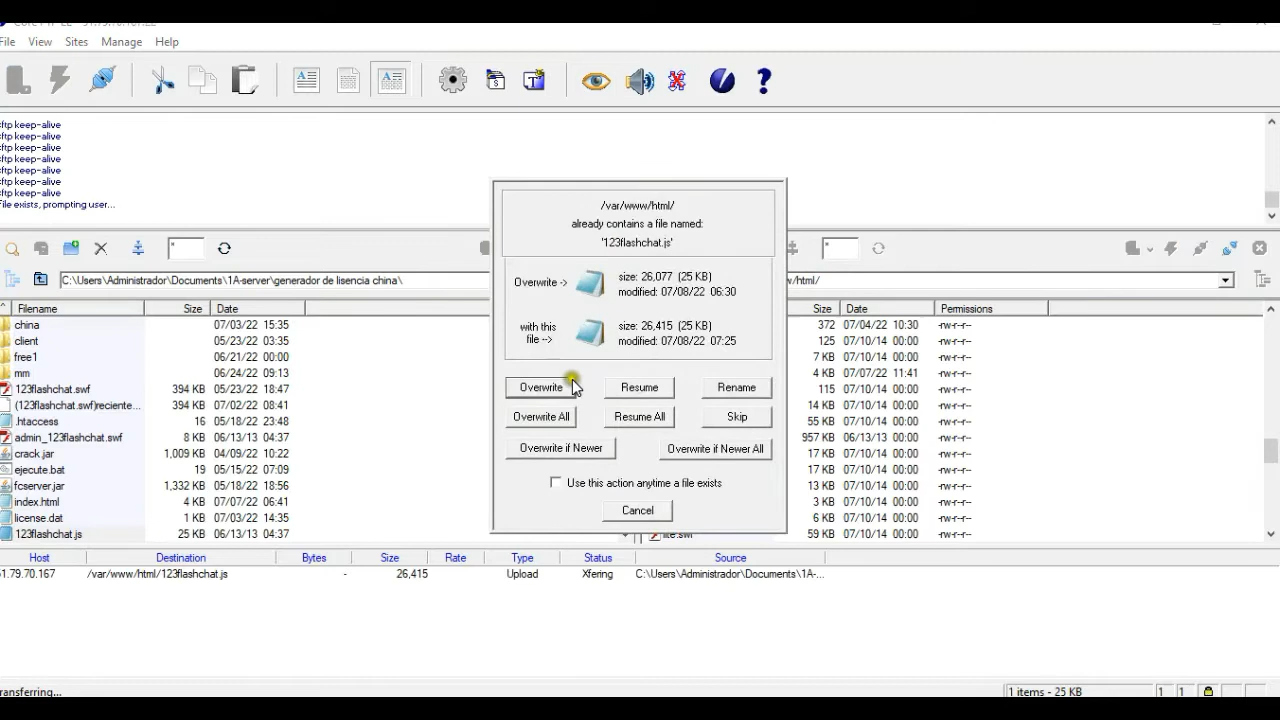 File View Sites Manage Help
sftp keep-alive
sftp keep-alive
sftp keep-alive
sftp keep-alive
sftp keep-alive
sftp keep-alive
sftp keep-alive
File exists, prompting user...
/var/www/html/
already contains a file named:
'123flashchat.js'
Overwrite -> size: 26,077 (25 KB)
modified: 07/08/22 06:30
with this file --> size: 26,415 (25 KB)
modified: 07/08/22 07:25
Overwrite Resume Rename
Overwrite All Resume All Skip
Overwrite if Newer Overwrite if Newer All
Use this action anytime a file exists
Cancel
* *
C:\Users\Administrador\Documents\1A-server\generador de lisencia china\
w/html/
Filename Size Date
china 07/03/22 15:35
client 05/23/22 03:35
free1 06/21/22 00:00
mm 06/24/22 09:13
123flashchat.swf 394 KB 05/23/22 18:47
(123flashchat.swf)reciente... 394 KB 07/02/22 08:41
.htaccess 16 05/18/22 23:48
admin_123flashchat.swf 8 KB 06/13/13 04:37
crack.jar 1,009 KB 04/09/22 10:22
ejecute.bat 19 05/15/22 07:09
fcserver.jar 1,332 KB 05/18/22 18:56
index.html 4 KB 07/07/22 06:41
license.dat 1 KB 07/03/22 14:35
123flashchat.js 25 KB 06/13/13 04:37
Size Date Permissions
372 07/04/22 10:30 -rw-r--r--
125 07/10/14 00:00 -rw-r--r--
7 KB 07/10/14 00:00 -rw-r--r--
4 KB 07/07/22 11:41 -rw-r--r--
115 07/10/14 00:00 -rw-r--r--
16 KB 07/10/14 00:00 -rw-r--r--
55 KB 07/10/14 00:00 -rw-r--r--
957 KB 06/13/13 00:00 -rw-r--r--
17 KB 07/10/14 00:00 -rw-r--r--
17 KB 07/10/14 00:00 -rw-r--r--
13 KB 07/10/14 00:00 -rw-r--r--
3 KB 07/10/14 00:00 -rw-r--r--
6 KB 07/10/14 00:00 -rw-r--r--
lite.swf 59 KB 07/10/14 00:00 -rw-r--r--
Host Destination Bytes Size Rate Type Status Source
51.79.70.167 /var/www/html/123flashchat.js - 26,415 Upload Xfering C:\Users\Administrador\Documents\1A-...
Transferring... 1 items - 25 KB 1 1